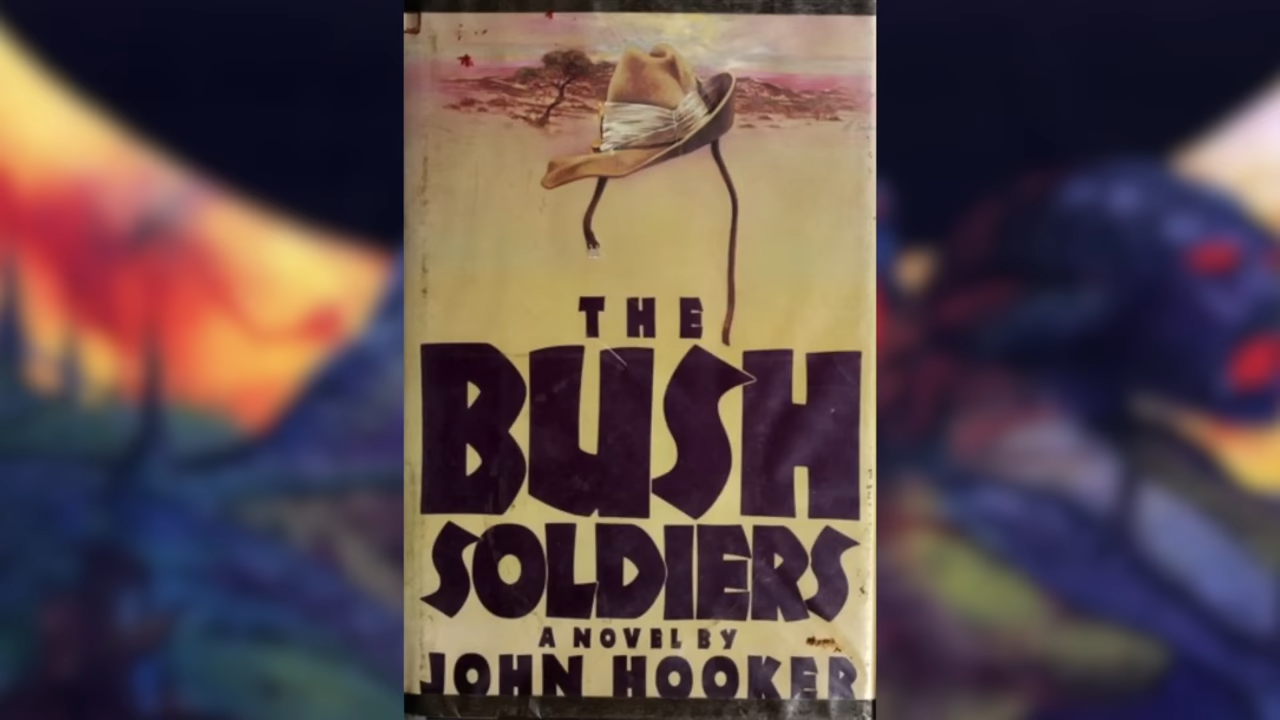 THE
BUSH
SOLDIERS
A NOVEL BY
JOHN HOOKER